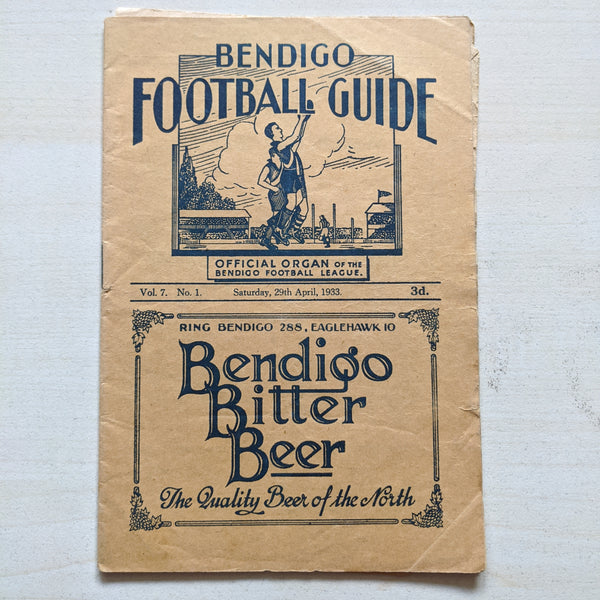 BENDIGO
FOOTBALL GUIDE
OFFICIAL ORGAN OF THE
BENDIGO FOOTBALL LEAGUE.
Vol. 7. No. 1. Saturday, 29th April, 1933. 3d.
RING BENDIGO 288, EAGLEHAWK 10
Bendigo
Bitter
Beer
The Quality Beer of the North